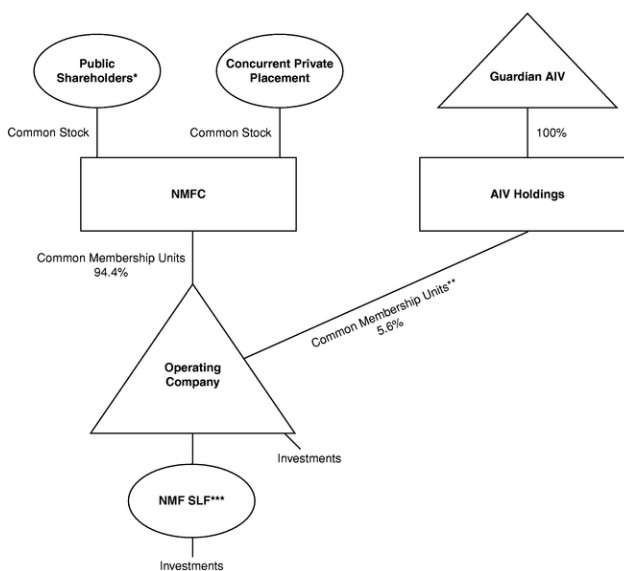 Public
Shareholders*
Concurrent Private
Placement
Guardian AIV
Common Stock
Common Stock
100%
NMFC
AIV Holdings
Common Membership Units
94.4%
Common Membership Units**
5.6%
Operating
Company
Investments
NMF SLF***
Investments